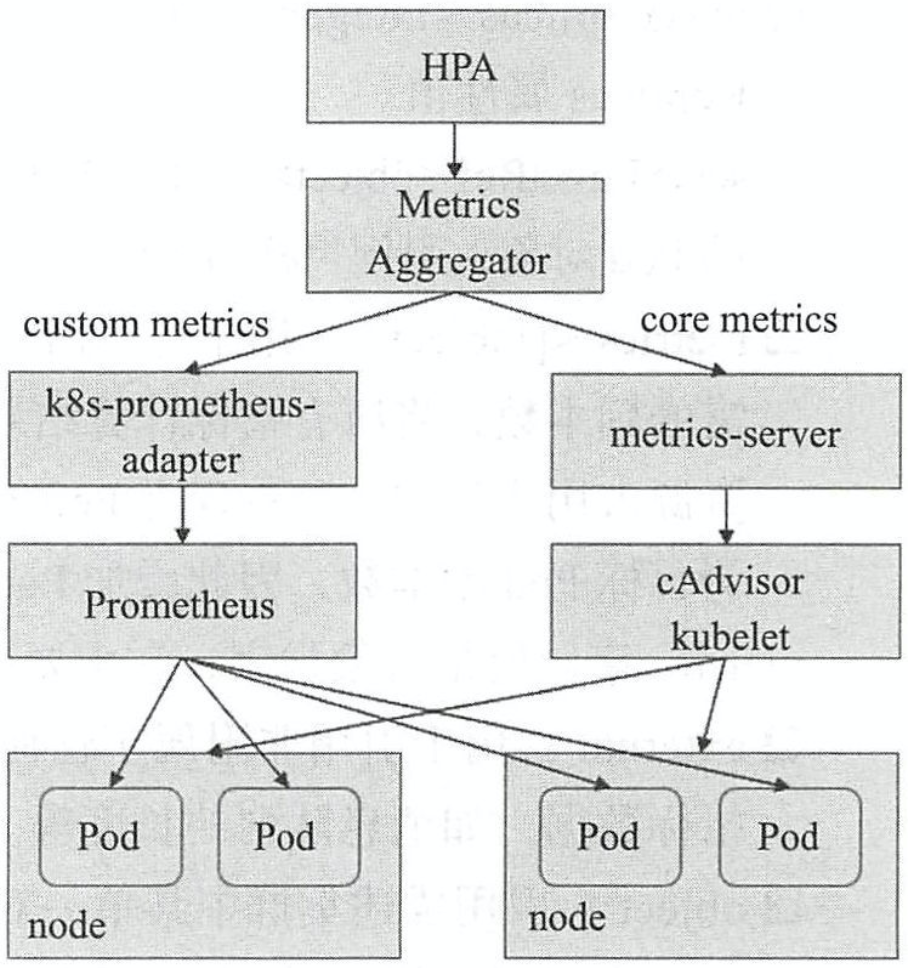 HPA
Metrics
Aggregator
custom metrics
core metrics
k8s-prometheus-
adapter
metrics-server
Prometheus
cAdvisor
kubelet
Pod
Pod
node
Pod
Pod
node